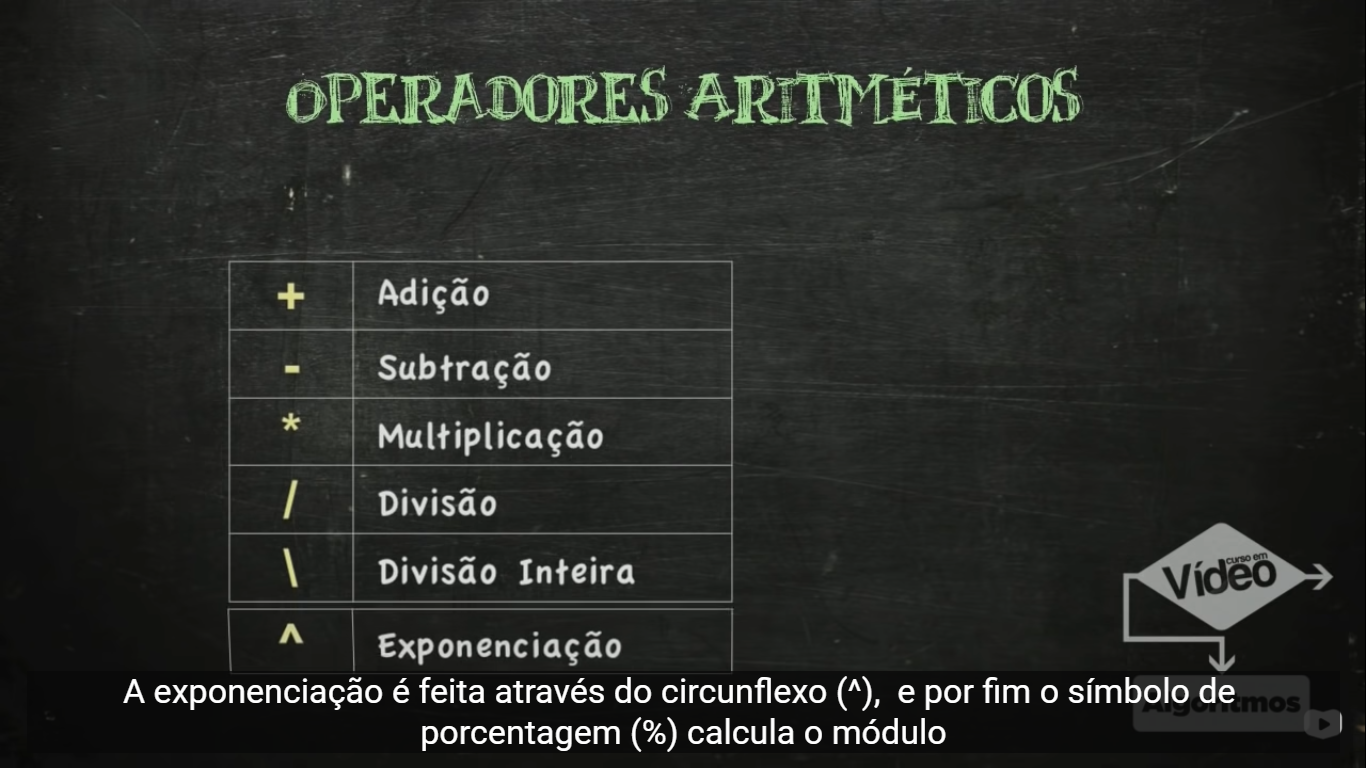 OPERADORES ARITMÉTICOS
+ Adição
- Subtração
* Multiplicação
/ Divisão
\ Divisão Inteira
^ Exponenciação
curso em
Vídeo
Algoritmos
A exponenciação é feita através do circunflexo (^), e por fim o símbolo de
porcentagem (%) calcula o módulo